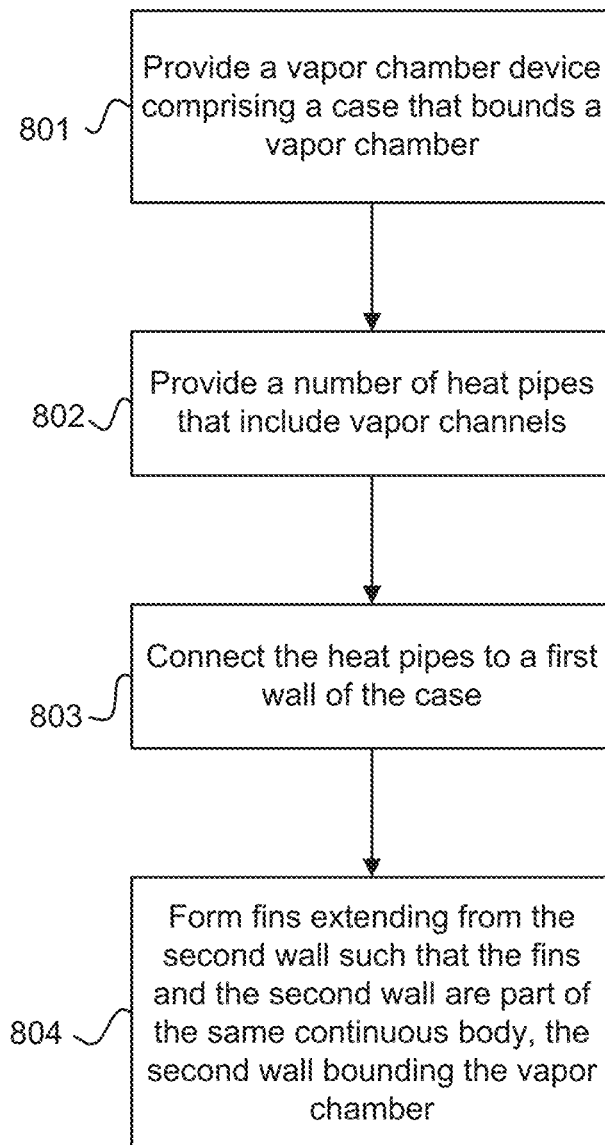 801
Provide a vapor chamber device
comprising a case that bounds a
vapor chamber
802
Provide a number of heat pipes
that include vapor channels
803
Connect the heat pipes to a first
wall of the case
804
Form fins extending from the
second wall such that the fins
and the second wall are part of
the same continuous body, the
second wall bounding the vapor
chamber